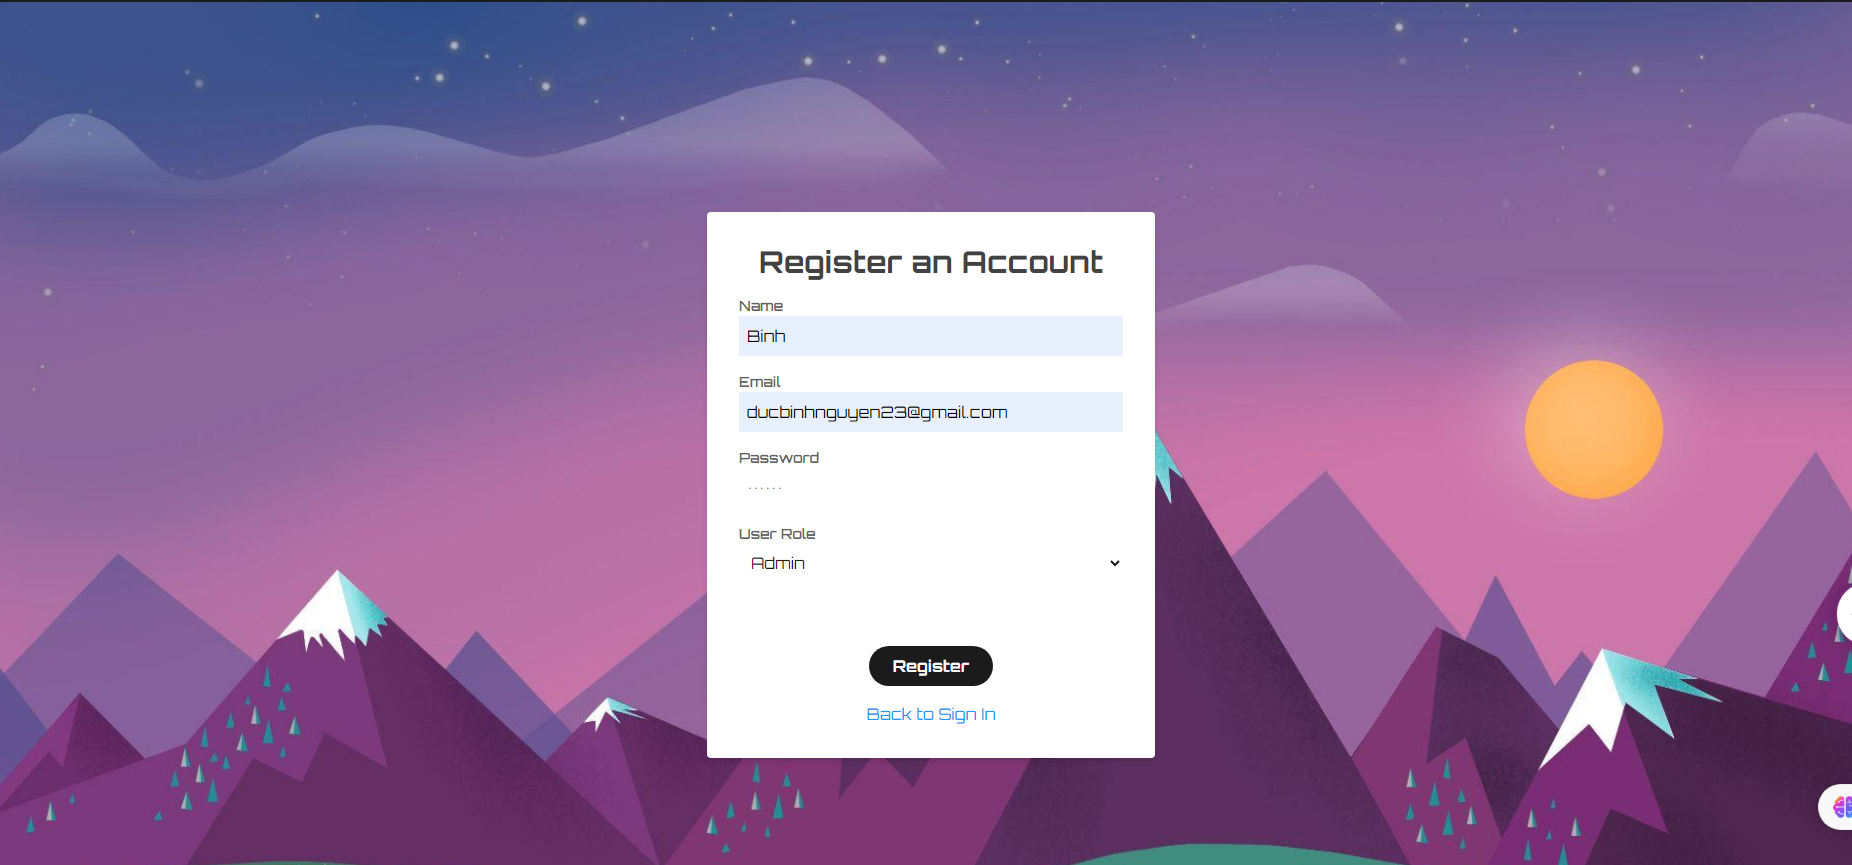 Register an Account
Name
Binh
Email
ducbinhnguyen23@gmail.com
Password
······
User Role
Admin
Register
Back to Sign In